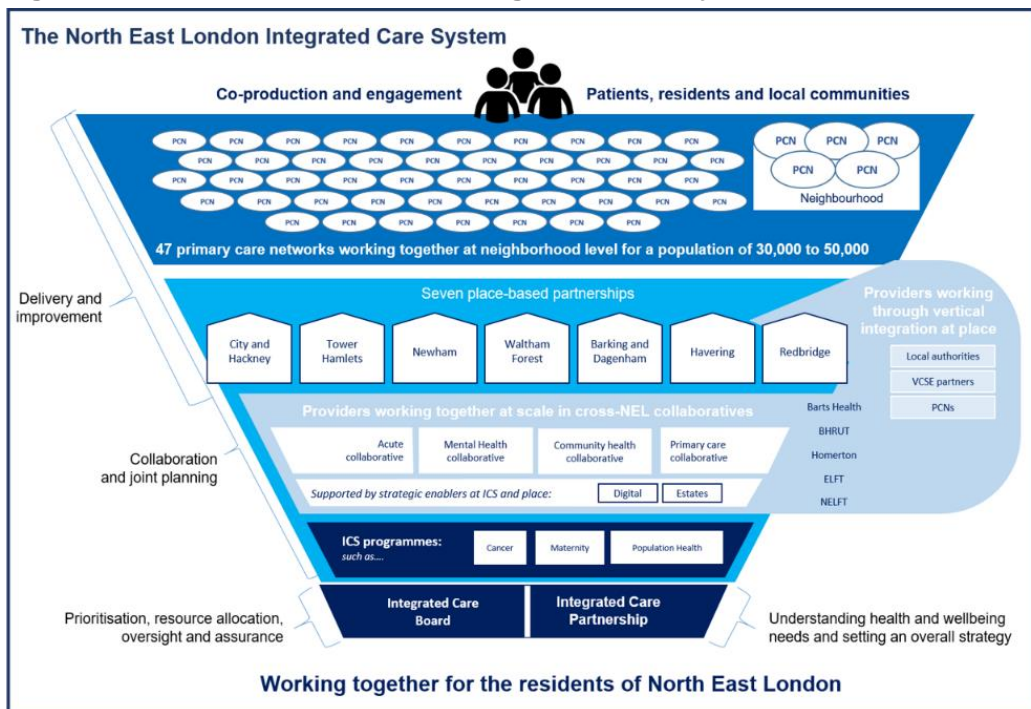 The North East London Integrated Care System
Co-production and engagement
Patients, residents and local communities
PCN PCN PCN PCN PCN PCN PCN PCN PCN PCN
PCN PCN PCN PCN PCN PCN PCN PCN PCN PCN
PCN PCN PCN PCN PCN PCN PCN PCN PCN PCN
PCN PCN PCN PCN PCN PCN PCN PCN PCN PCN
PCN PCN PCN PCN PCN PCN PCN
PCN PCN PCN
PCN PCN
Neighbourhood
47 primary care networks working together at neighborhood level for a population of 30,000 to 50,000
Delivery and
improvement
Seven place-based partnerships
City and
Hackney
Tower
Hamlets
Newham
Waltham
Forest
Barking and
Dagenham
Havering
Redbridge
Providers working
through vertical
integration at place
Local authorities
VCSE partners
PCNs
Barts Health
BHRUT
Homerton
ELFT
NELFT
Collaboration
and joint planning
Providers working together at scale in cross-NEL collaboratives
Acute
collaborative
Mental Health
collaborative
Community health
collaborative
Primary care
collaborative
Supported by strategic enablers at ICS and place:
Digital
Estates
ICS programmes:
such as....
Cancer
Maternity
Population Health
Prioritisation, resource allocation,
oversight and assurance
Integrated Care
Board
Integrated Care
Partnership
Understanding health and wellbeing
needs and setting an overall strategy
Working together for the residents of North East London